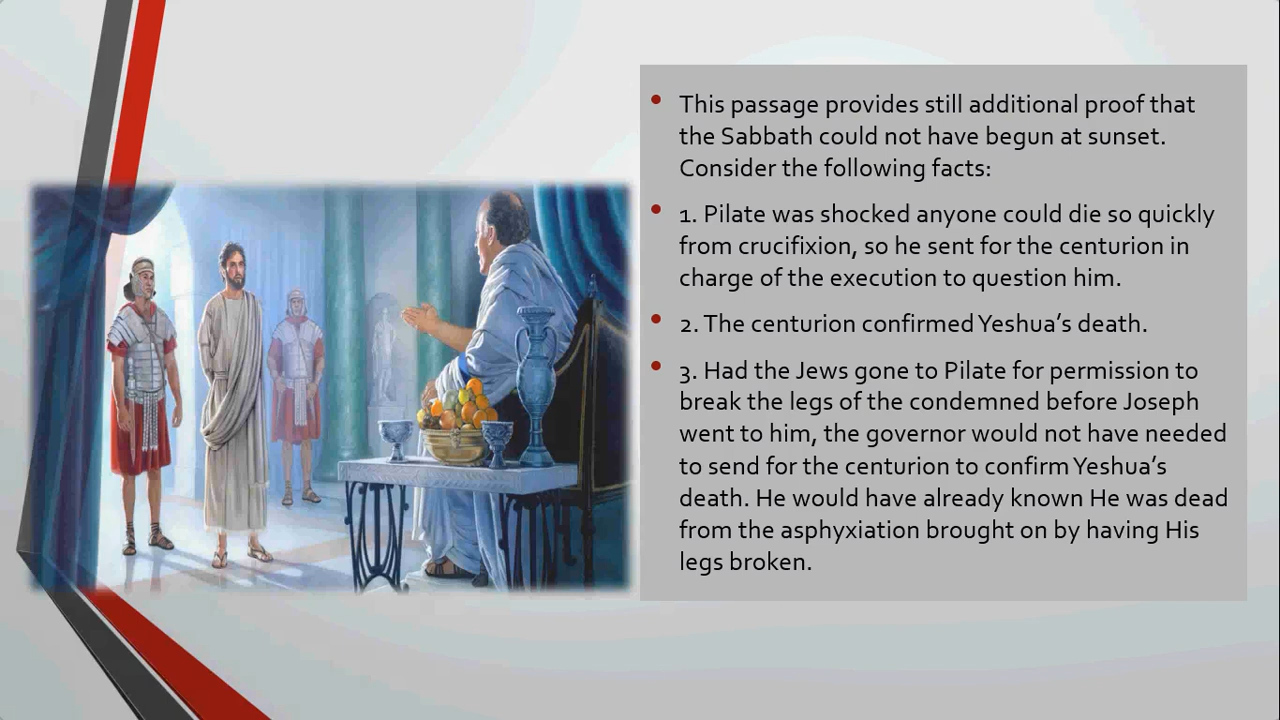 • This passage provides still additional proof that
the Sabbath could not have begun at sunset.
Consider the following facts:
• 1. Pilate was shocked anyone could die so quickly
from crucifixion, so he sent for the centurion in
charge of the execution to question him.
• 2. The centurion confirmed Yeshua’s death.
• 3. Had the Jews gone to Pilate for permission to
break the legs of the condemned before Joseph
went to him, the governor would not have needed
to send for the centurion to confirm Yeshua’s
death. He would have already known He was dead
from the asphyxiation brought on by having His
legs broken.